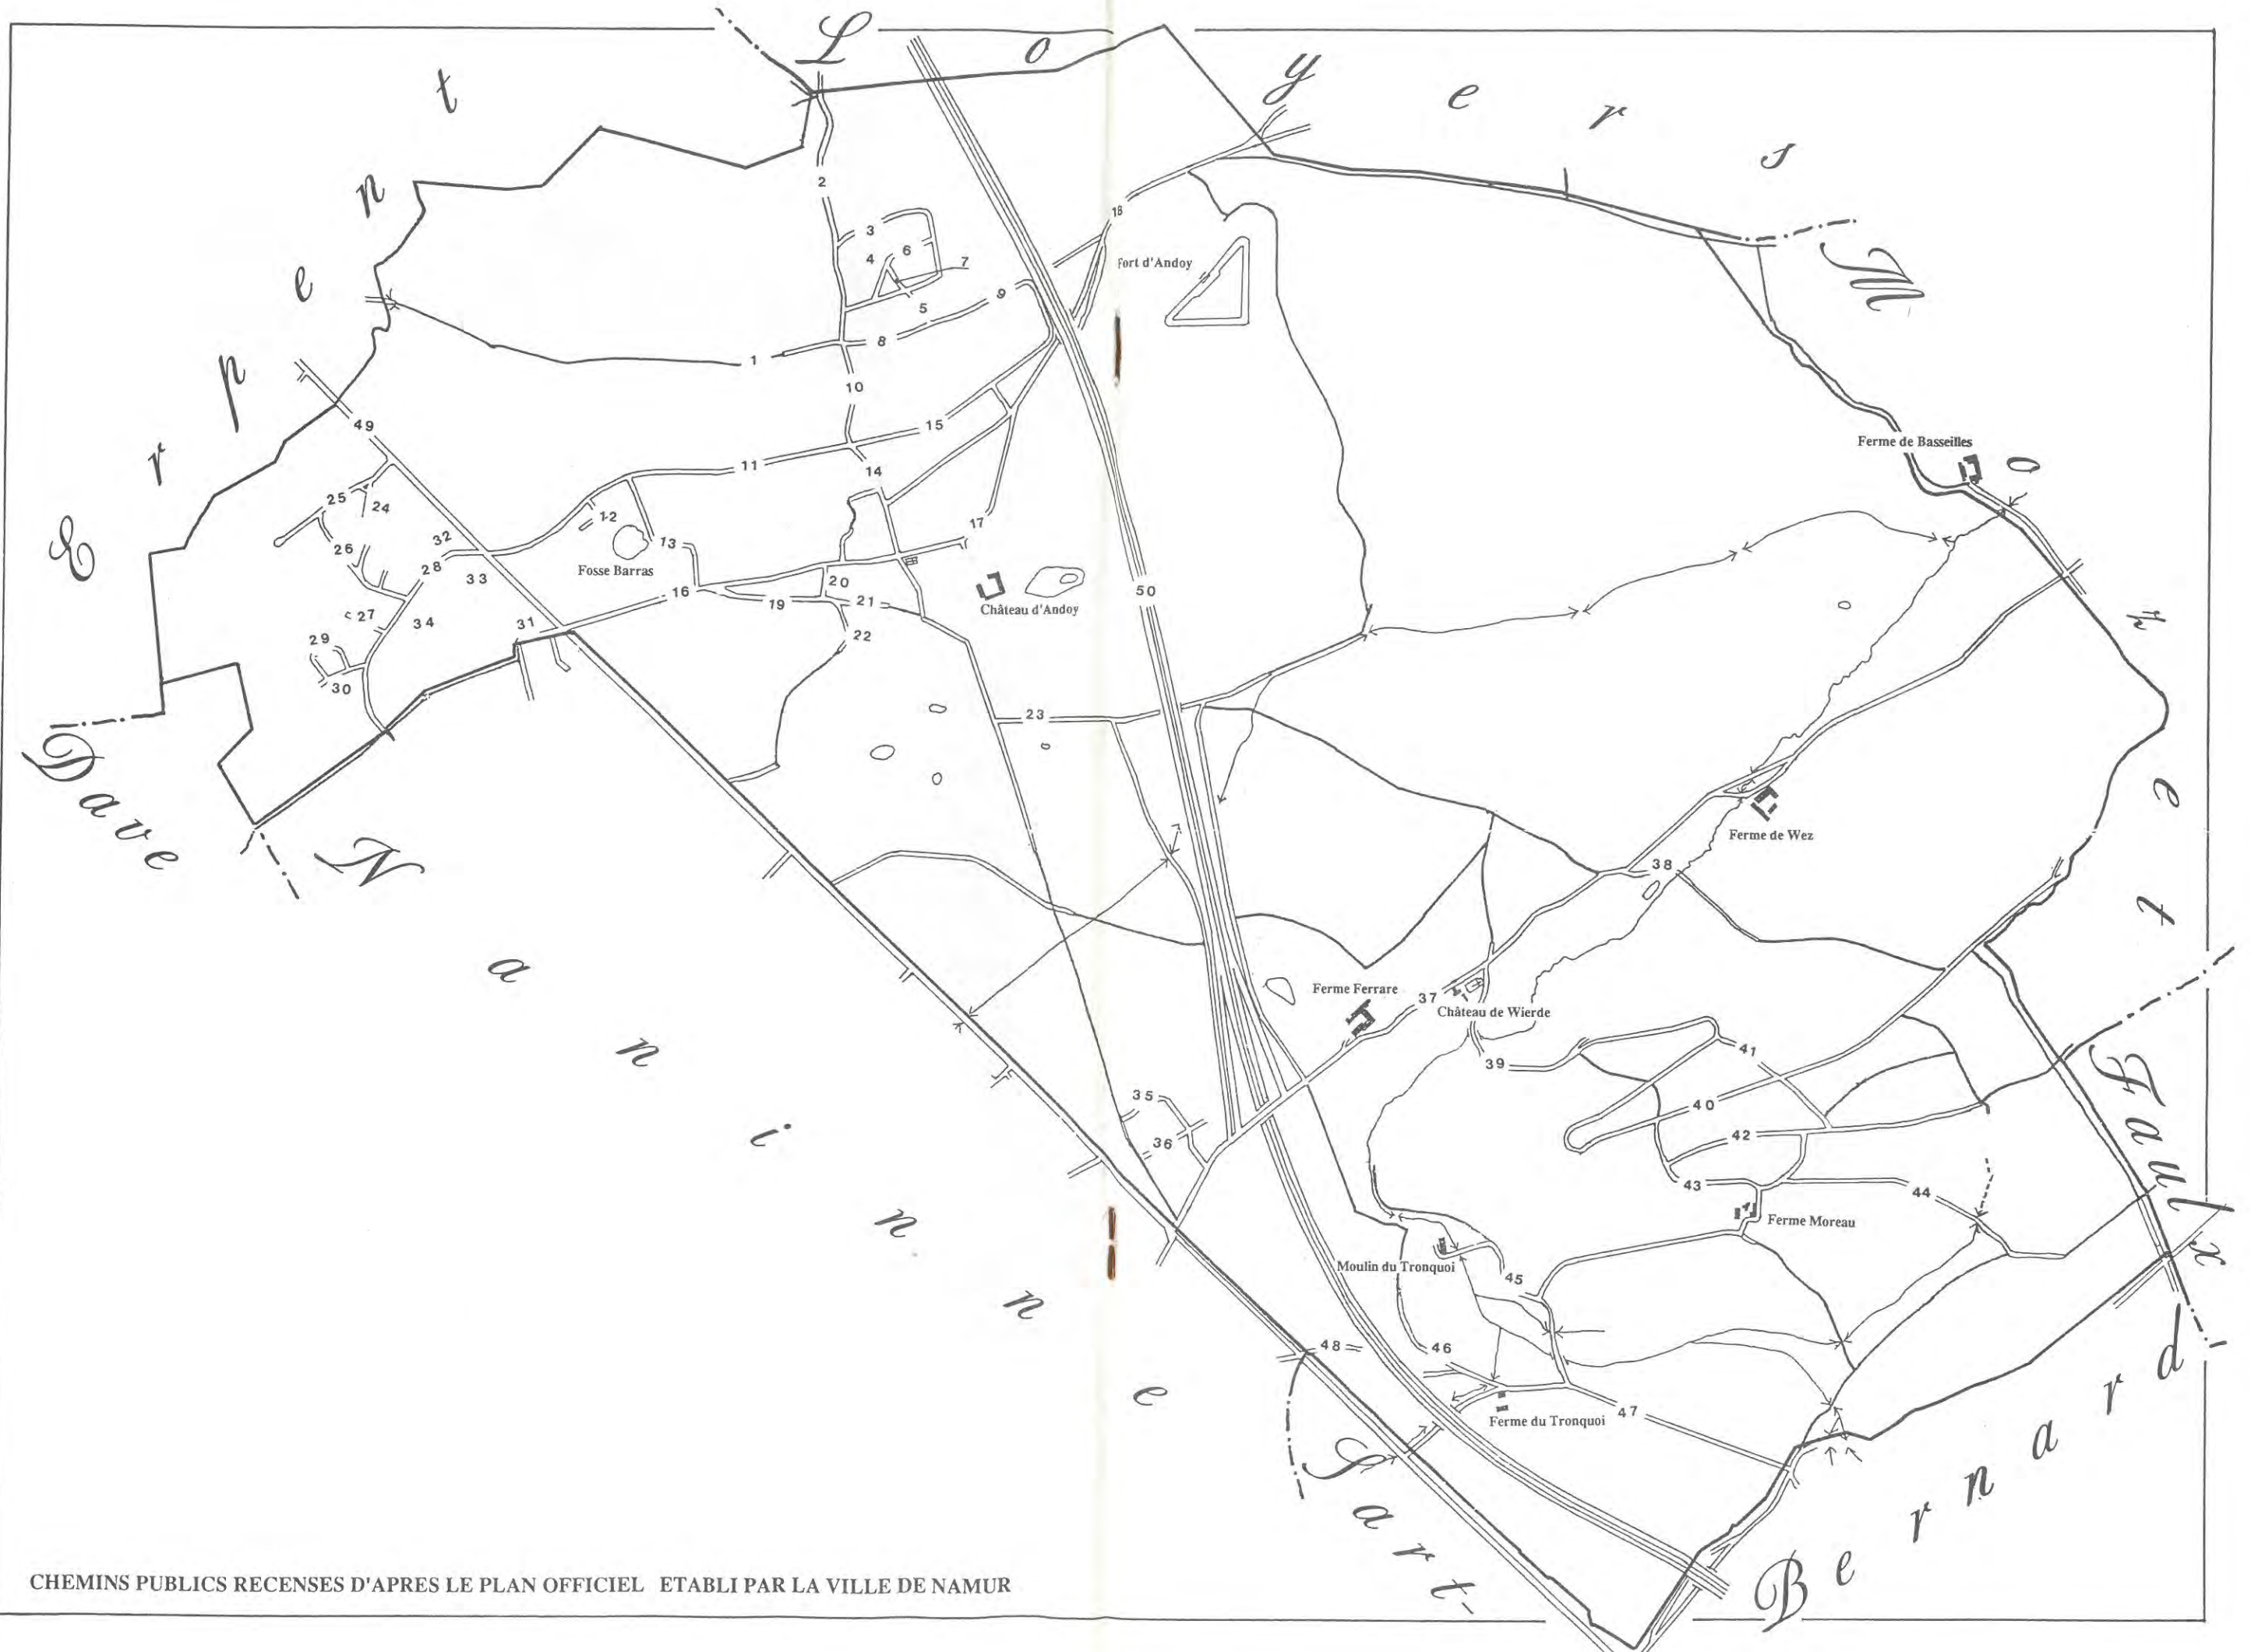 Loyers
Erpent
Mozet
Dave
Naninne
Faulx
Sart-Bernard
2
3
6
4
7
5
18
Fort d'Andoy
9
8
1
10
49
15
11
14
25
24
12
17
32
26
13
28
33
Fosse Barras
20
50
16
19
21
Château d'Andoy
27
34
31
22
29
30
23
Ferme de Basseilles
Ferme de Wez
38
Ferme Ferrare
37
Château de Wierde
41
39
35
40
36
42
43
44
Ferme Moreau
Moulin du Tronquoi
45
48
46
Ferme du Tronquoi
47
CHEMINS PUBLICS RECENSES D'APRES LE PLAN OFFICIEL ETABLI PAR LA VILLE DE NAMUR